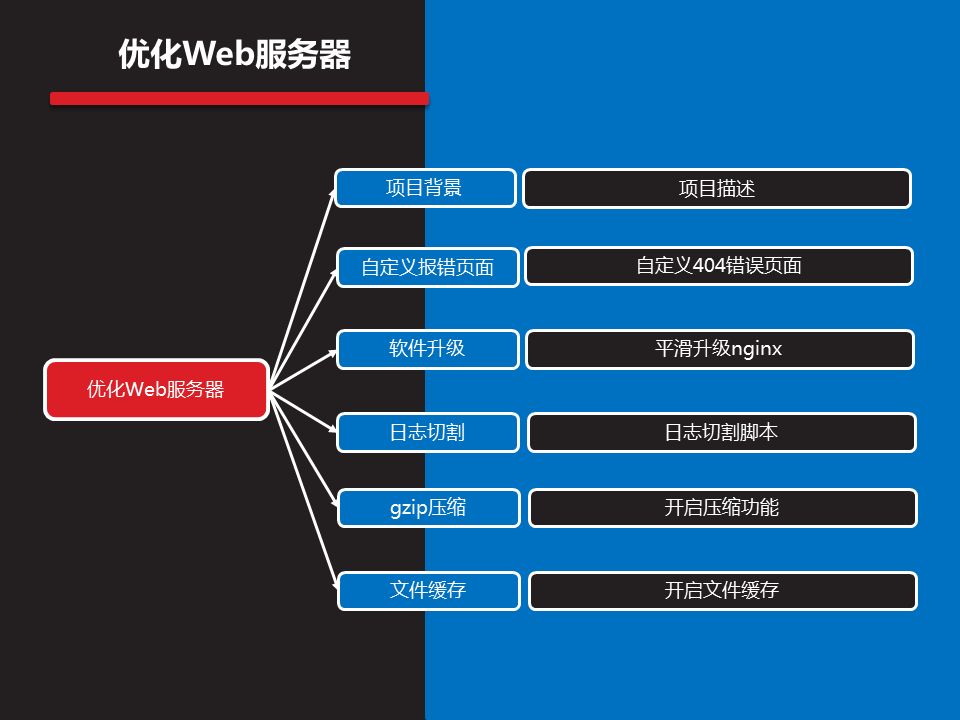 优化Web服务器
项目背景
项目描述
自定义报错页面
自定义404错误页面
软件升级
平滑升级nginx
优化Web服务器
日志切割
日志切割脚本
gzip压缩
开启压缩功能
文件缓存
开启文件缓存